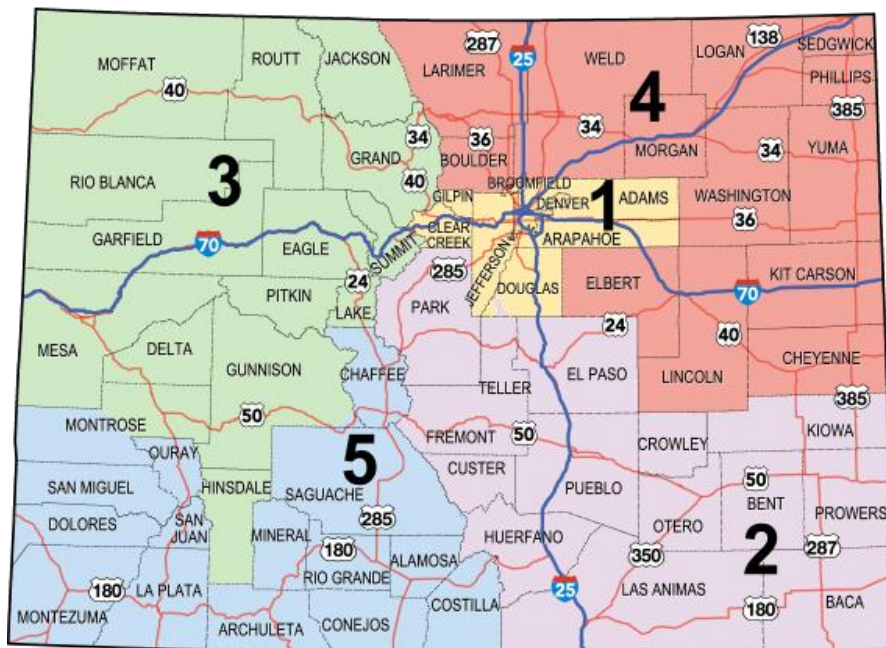 MOFFAT
ROUTT
JACKSON
LARIMER
287
25
WELD
LOGAN
138
SEDGWICK
PHILLIPS
40
4
385
34
36
34
GRAND
BOULDER
MORGAN
34
YUMA
RIO BLANCA
3
40
GILPIN
BROOMFIELD
DENVER
1
ADAMS
WASHINGTON
36
GARFIELD
70
EAGLE
SUMMIT
CLEAR
CREEK
JEFFERSON
ARAPAHOE
285
24
PITKIN
LAKE
PARK
DOUGLAS
ELBERT
70
KIT CARSON
24
40
MESA
DELTA
GUNNISON
CHAFFEE
TELLER
EL PASO
LINCOLN
CHEYENNE
385
MONTROSE
50
FREMONT
50
CROWLEY
KIOWA
OURAY
5
CUSTER
SAN MIGUEL
HINSDALE
SAGUACHE
PUEBLO
50
BENT
PROWERS
DOLORES
SAN
JUAN
MINERAL
285
180
HUERFANO
OTERO
350
2
287
ALAMOSA
RIO GRANDE
180
LA PLATA
COSTILLA
25
LAS ANIMAS
180
BACA
MONTEZUMA
ARCHULETA
CONEJOS